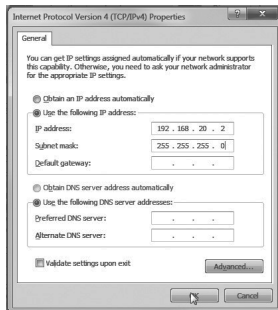 Internet Protocol Version 4 (TCP/IPv4) Properties
General
You can get IP settings assigned automatically if your network supports
this capability. Otherwise, you need to ask your network administrator
for the appropriate IP settings.
Obtain an IP address automatically
Use the following IP address:
IP address: 192 . 168 . 20 . 2
Subnet mask: 255 . 255 . 255 . 0
Default gateway: . . .
Obtain DNS server address automatically
Use the following DNS server addresses:
Preferred DNS server: . . .
Alternate DNS server: . . .
Validate settings upon exit
Advanced...
OK
Cancel